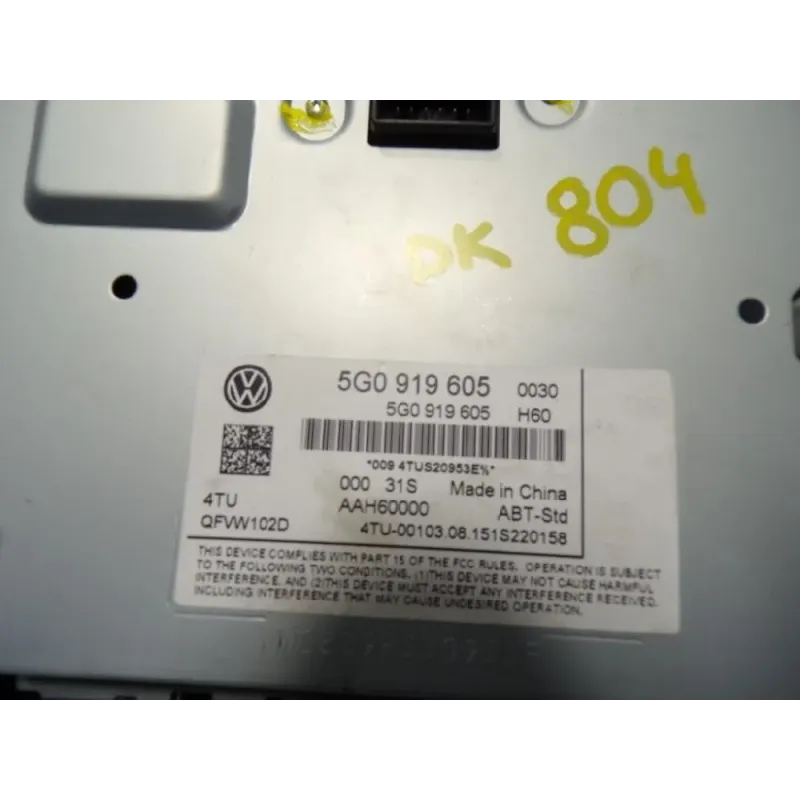 DK 804
5G0 919 605 0030
5G0 919 605 H60
*009 4TUS20953E%*
000 31S Made in China
4TU AAH60000 ABT-Std
QFVW102D 4TU-00103.08.151S220158
THIS DEVICE COMPLIES WITH PART 15 OF THE FCC RULES. OPERATION IS SUBJECT
TO THE FOLLOWING TWO CONDITIONS, (1)THIS DEVICE MAY NOT CAUSE HARMFUL
INTERFERENCE, AND (2)THIS DEVICE MUST ACCEPT ANY INTERFERENCE RECEIVED,
INCLUDING INTERFERENCE THAT MAY CAUSE UNDESIRED OPERATION.